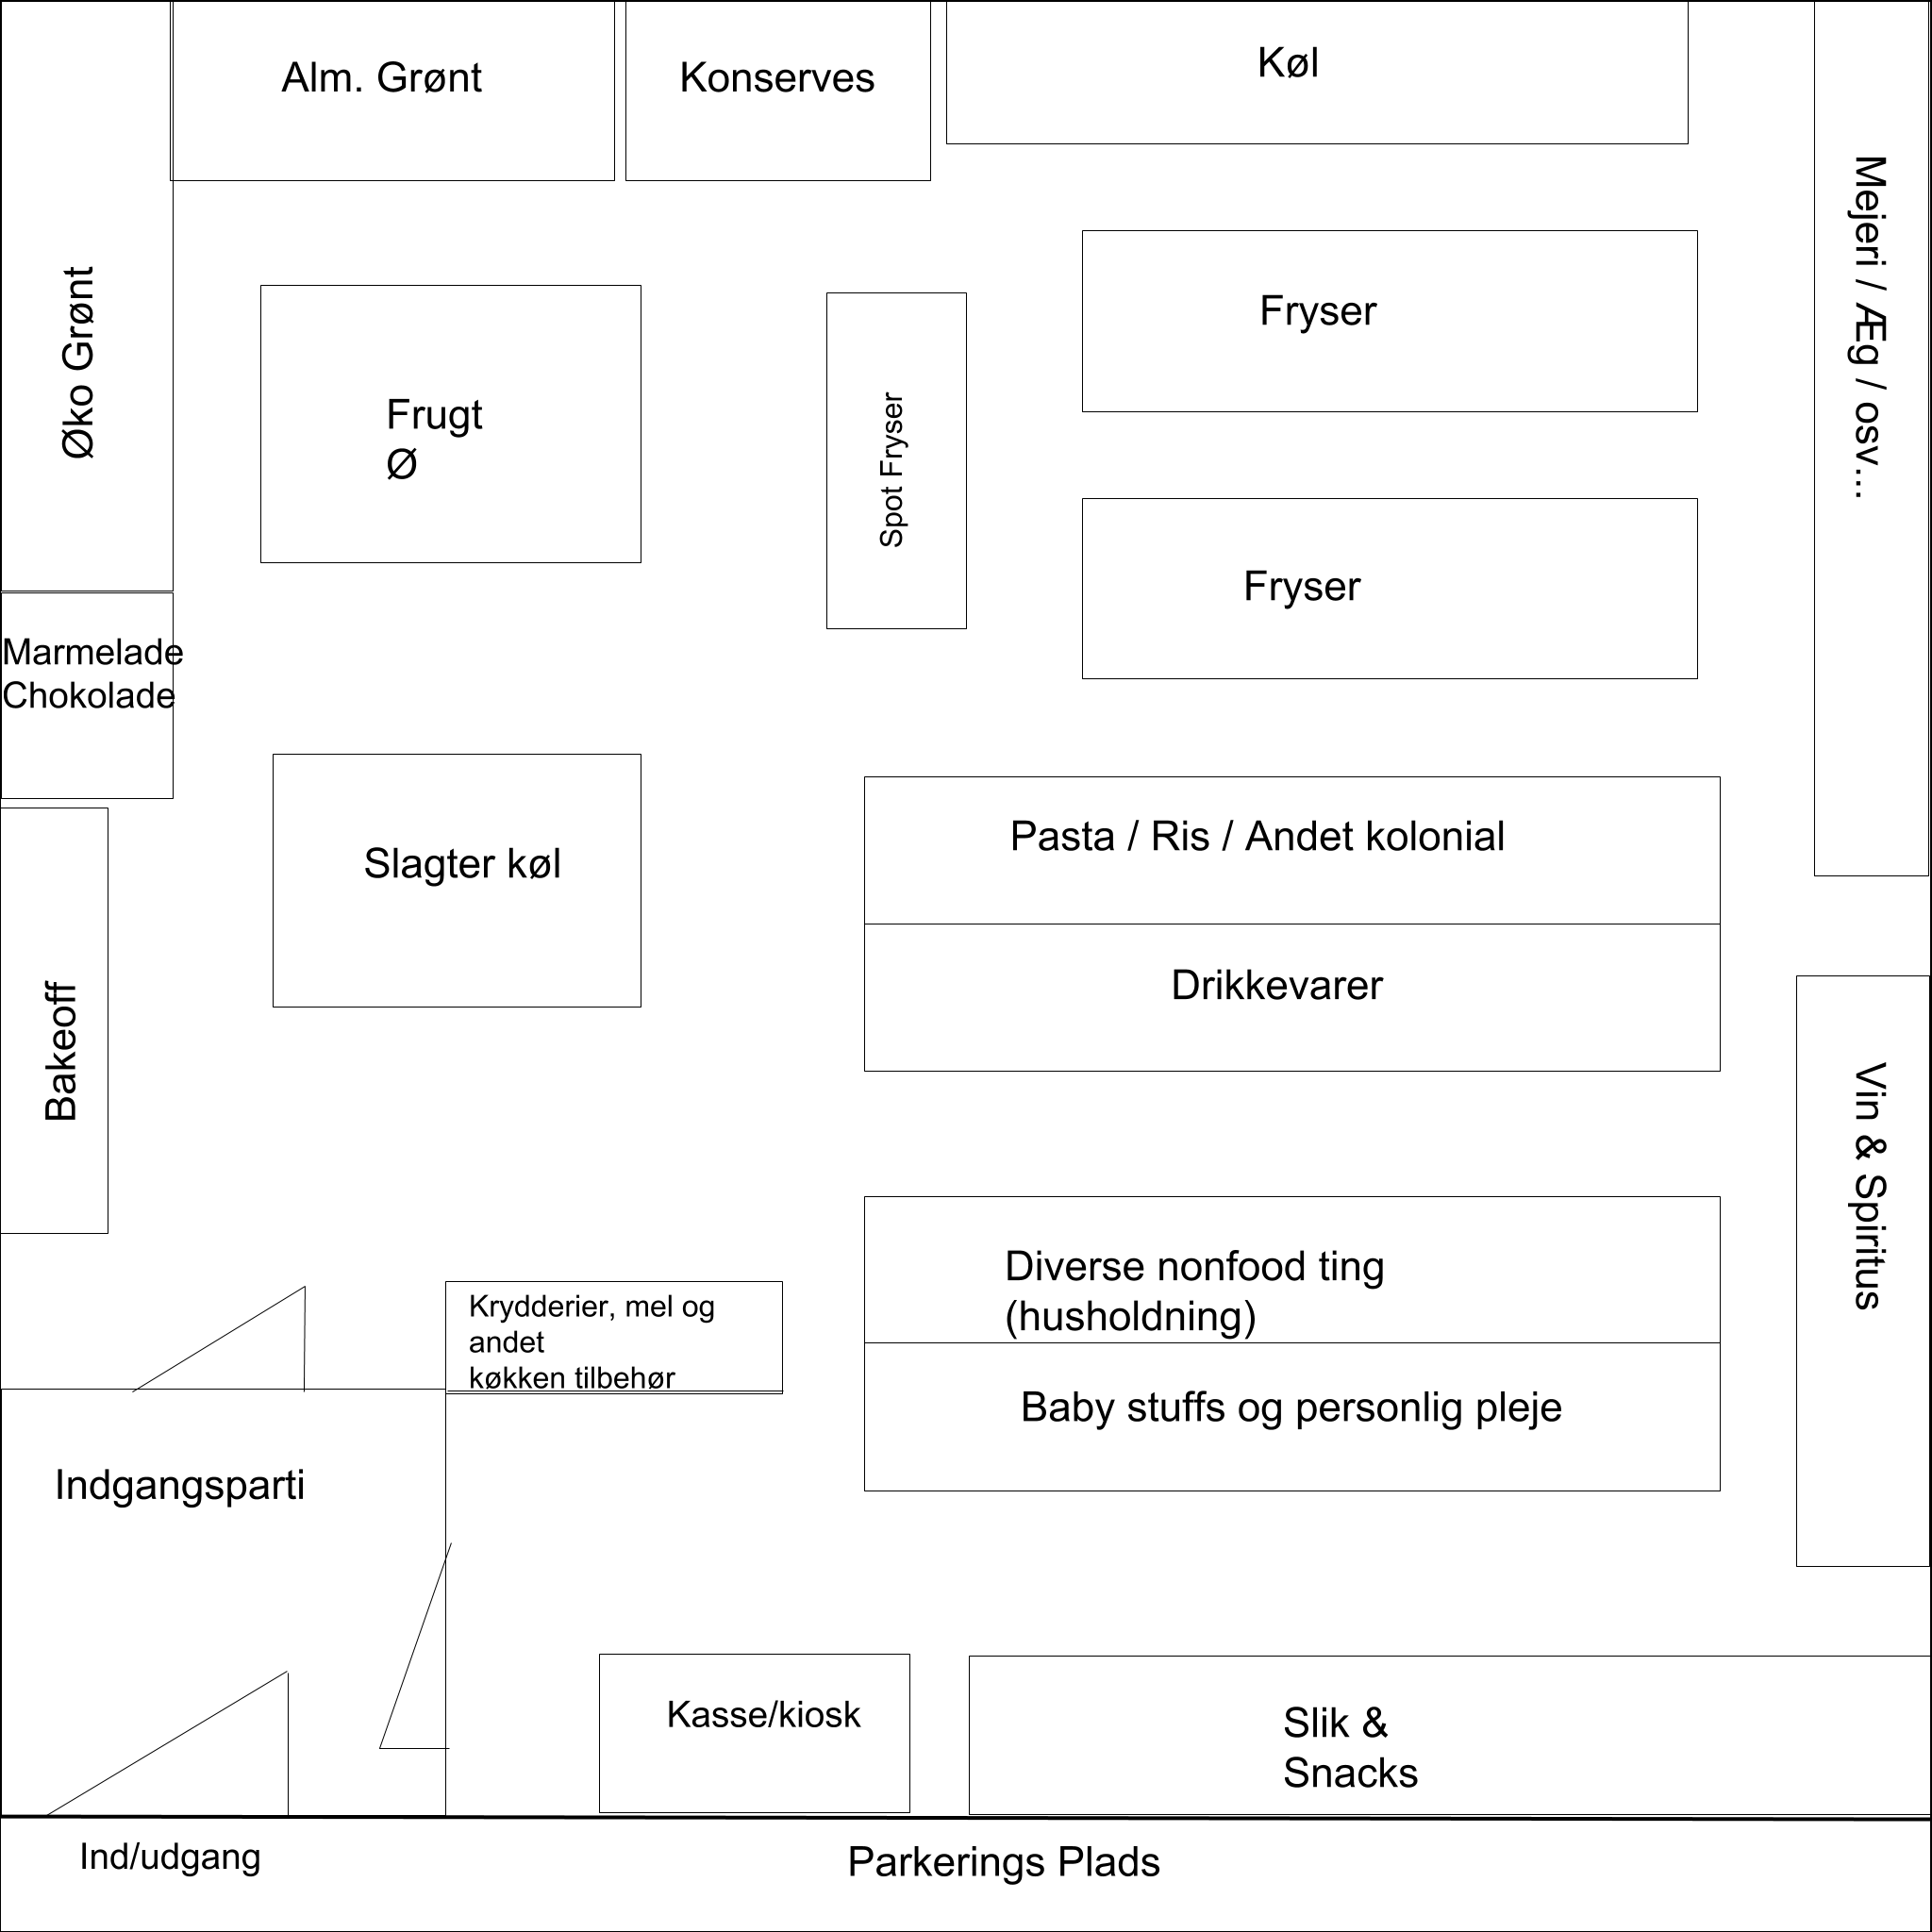 Alm. Grønt
Konserves
Køl
Mejeri / Æg / osv...
Øko Grønt
Frugt
Ø
Spot Fryser
Fryser
Fryser
Marmelade
Chokolade
Slagter køl
Pasta / Ris / Andet kolonial
Drikkevarer
Bakeoff
Vin & Spiritus
Krydderier, mel og
andet
køkken tilbehør
Diverse nonfood ting
(husholdning)
Baby stuffs og personlig pleje
Indgangsparti
Kasse/kiosk
Slik &
Snacks
Ind/udgang
Parkerings Plads